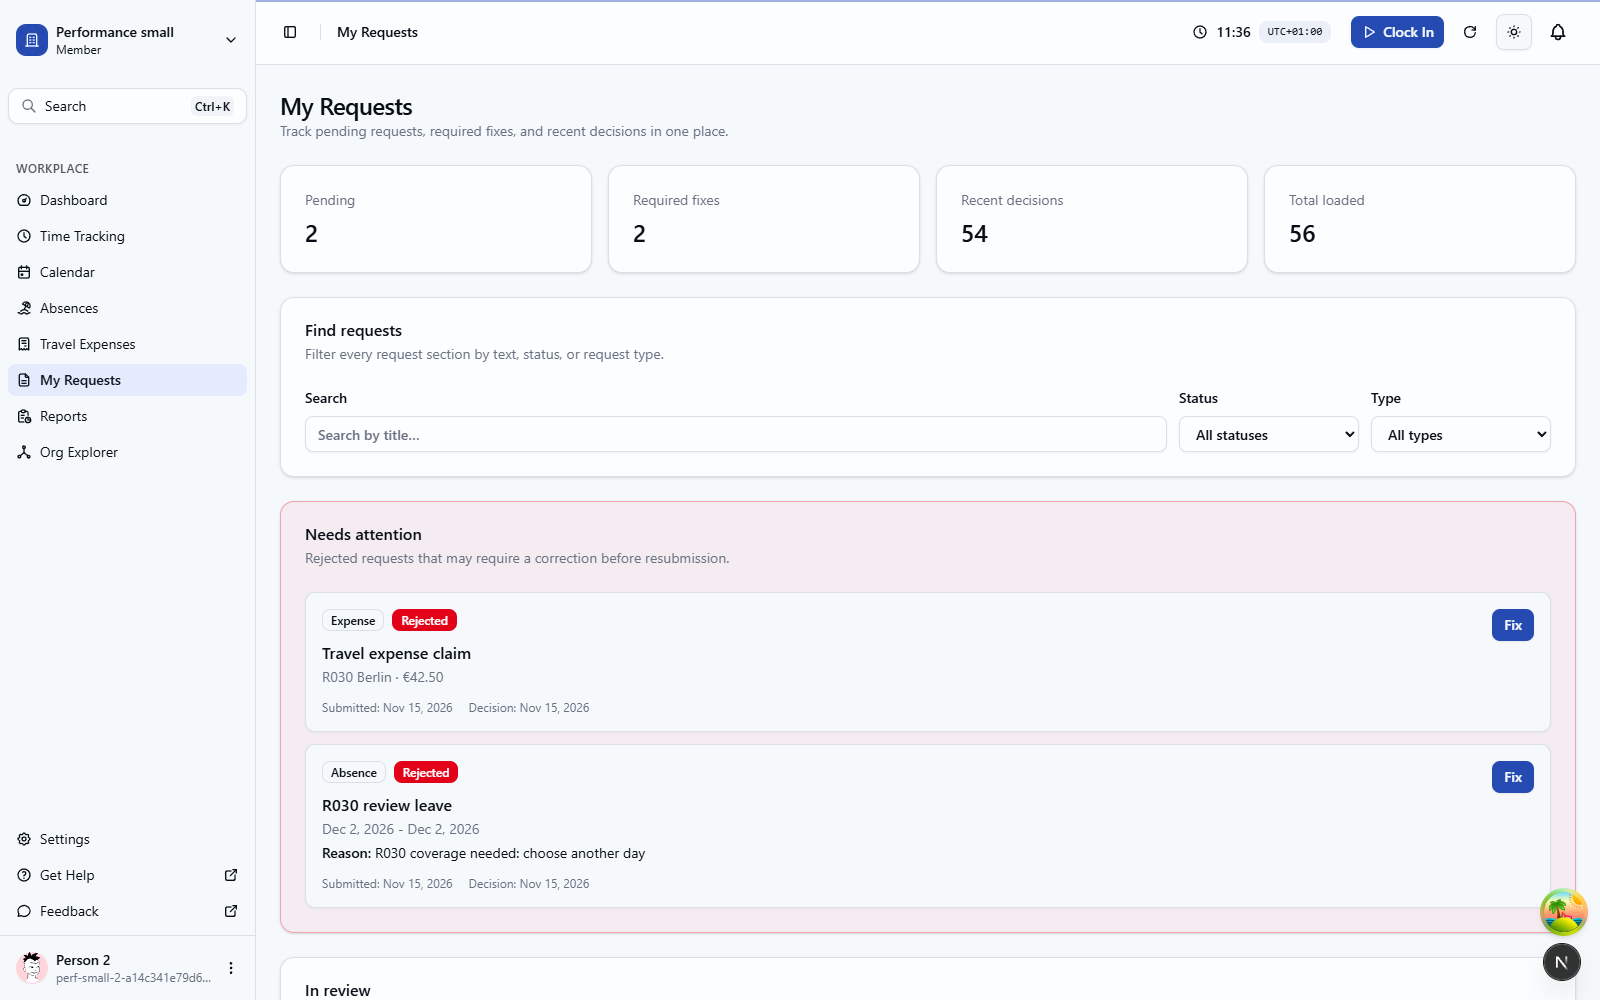 Performance small
Member
Search
Ctrl+K
WORKPLACE
Dashboard
Time Tracking
Calendar
Absences
Travel Expenses
My Requests
Reports
Org Explorer
Settings
Get Help
Feedback
Person 2
perf-small-2-a14c341e79d6...
My Requests
11:36
UTC+01:00
Clock In
My Requests
Track pending requests, required fixes, and recent decisions in one place.
Pending
2
Required fixes
2
Recent decisions
54
Total loaded
56
Find requests
Filter every request section by text, status, or request type.
Search
Search by title...
Status
All statuses
Type
All types
Needs attention
Rejected requests that may require a correction before resubmission.
Expense
Rejected
Fix
Travel expense claim
R030 Berlin · €42.50
Submitted: Nov 15, 2026 Decision: Nov 15, 2026
Absence
Rejected
Fix
R030 review leave
Dec 2, 2026 - Dec 2, 2026
Reason: R030 coverage needed: choose another day
Submitted: Nov 15, 2026 Decision: Nov 15, 2026
N
In review